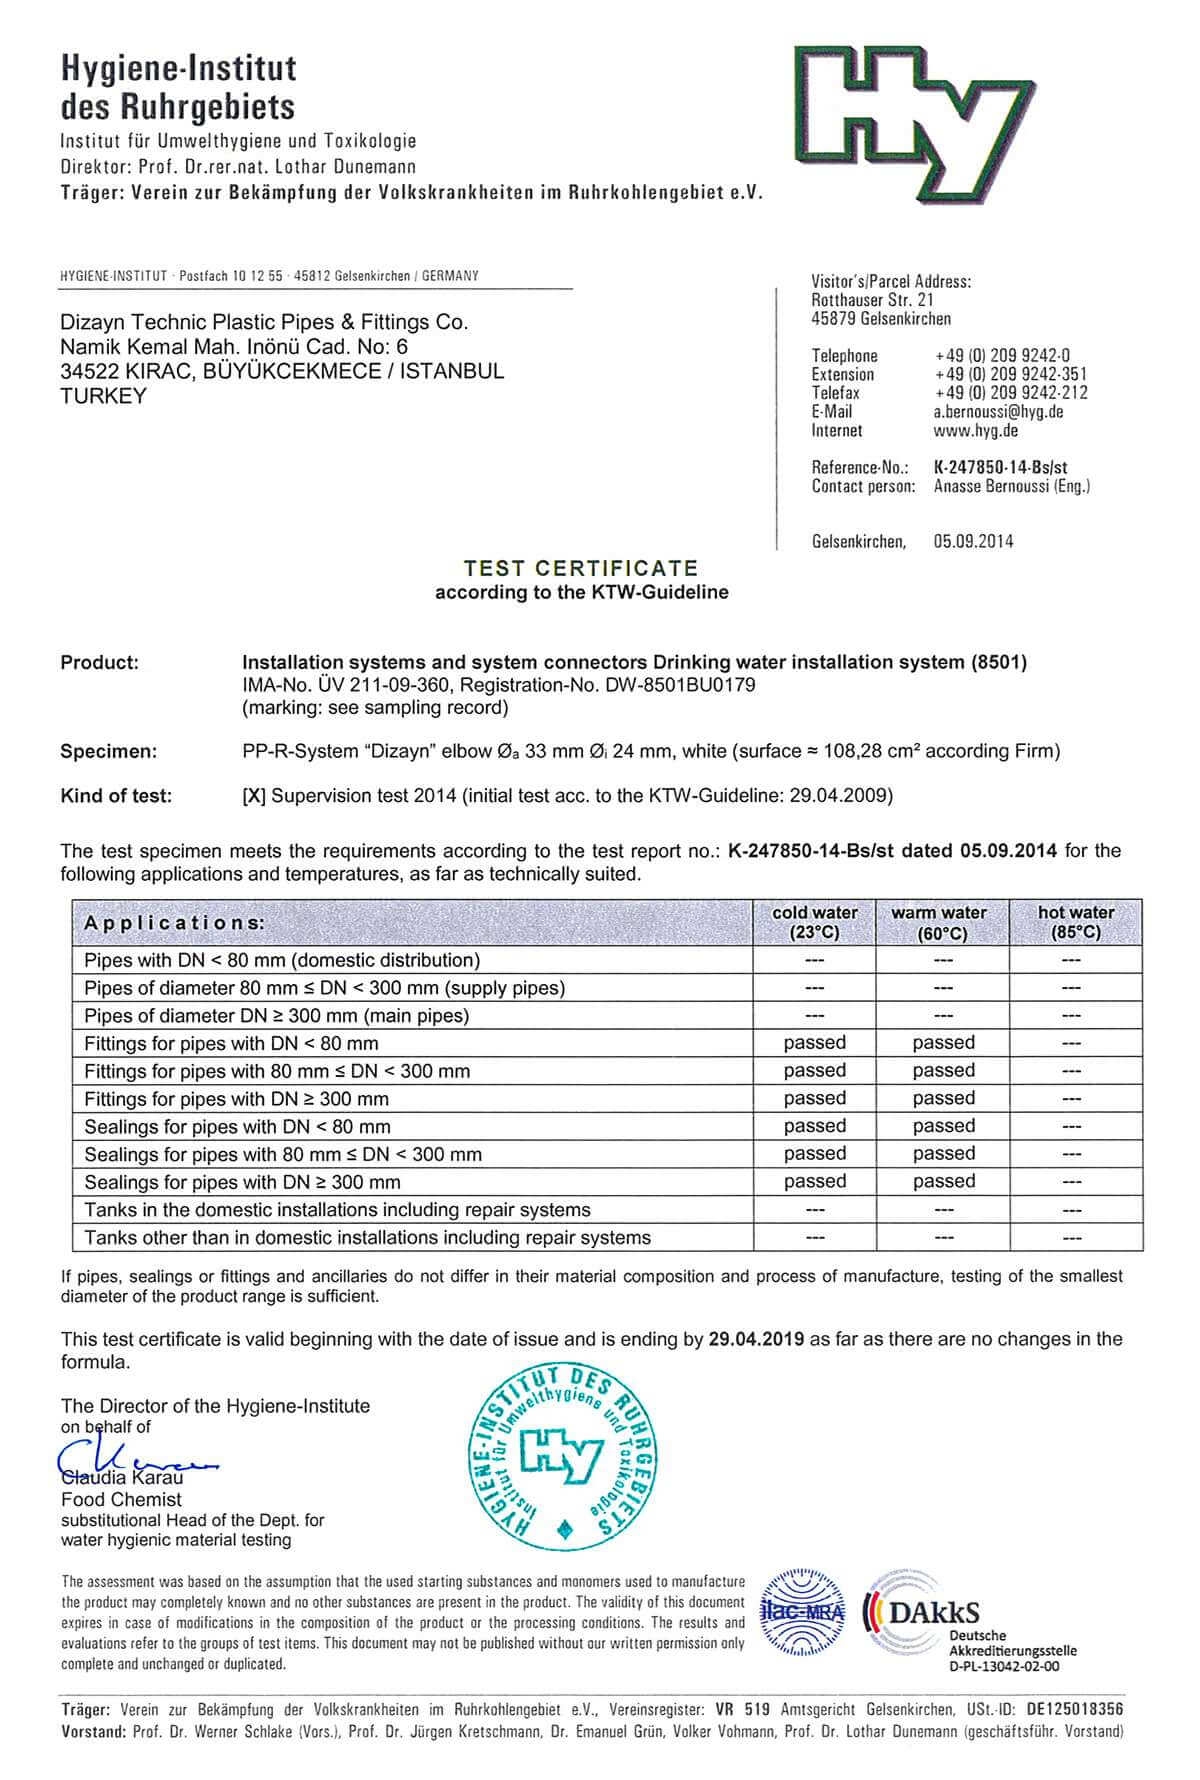 Hygiene-Institut
des Ruhrgebiets
Institut für Umwelthygiene und Toxikologie
Direktor: Prof. Dr.rer.nat. Lothar Dunemann
Träger: Verein zur Bekämpfung der Volkskrankheiten im Ruhrkohlengebiet e.V.
Hy
HYGIENE-INSTITUT · Postfach 10 12 55 · 45812 Gelsenkirchen / GERMANY
Dizayn Technic Plastic Pipes & Fittings Co.
Namik Kemal Mah. Inönü Cad. No: 6
34522 KIRAC, BÜYÜKCEKMECE / ISTANBUL
TURKEY
Visitor's/Parcel Address:
Rotthauser Str. 21
45879 Gelsenkirchen
Telephone +49 (0) 209 9242-0
Extension +49 (0) 209 9242-351
Telefax +49 (0) 209 9242-212
E-Mail a.bernoussi@hyg.de
Internet www.hyg.de
Reference-No.: K-247850-14-Bs/st
Contact person: Anasse Bernoussi (Eng.)
Gelsenkirchen, 05.09.2014
TEST CERTIFICATE
according to the KTW-Guideline
Product: Installation systems and system connectors Drinking water installation system (8501)
IMA-No. ÜV 211-09-360, Registration-No. DW-8501BU0179
(marking: see sampling record)
Specimen: PP-R-System “Dizayn” elbow Øa 33 mm Øi 24 mm, white (surface ≈ 108,28 cm² according Firm)
Kind of test: [X] Supervision test 2014 (initial test acc. to the KTW-Guideline: 29.04.2009)
The test specimen meets the requirements according to the test report no.: K-247850-14-Bs/st dated 05.09.2014 for the
following applications and temperatures, as far as technically suited.
Applications: cold water (23°C) warm water (60°C) hot water (85°C)
Pipes with DN < 80 mm (domestic distribution) --- --- ---
Pipes of diameter 80 mm ≤ DN < 300 mm (supply pipes) --- --- ---
Pipes of diameter DN ≥ 300 mm (main pipes) --- --- ---
Fittings for pipes with DN < 80 mm passed passed ---
Fittings for pipes with 80 mm ≤ DN < 300 mm passed passed ---
Fittings for pipes with DN ≥ 300 mm passed passed ---
Sealings for pipes with DN < 80 mm passed passed ---
Sealings for pipes with 80 mm ≤ DN < 300 mm passed passed ---
Sealings for pipes with DN ≥ 300 mm passed passed ---
Tanks in the domestic installations including repair systems --- --- ---
Tanks other than in domestic installations including repair systems --- --- ---
If pipes, sealings or fittings and ancillaries do not differ in their material composition and process of manufacture, testing of the smallest
diameter of the product range is sufficient.
This test certificate is valid beginning with the date of issue and is ending by 29.04.2019 as far as there are no changes in the
formula.
The Director of the Hygiene-Institute
on behalf of
Claudia Karau
Food Chemist
substitutional Head of the Dept. for
water hygienic material testing
HYGIENE-INSTITUT DES RUHRGEBIETS
Institut für Umwelthygiene und Toxikologie
Hy
The assessment was based on the assumption that the used starting substances and monomers used to manufacture
the product may completely known and no other substances are present in the product. The validity of this document
expires in case of modifications in the composition of the product or the processing conditions. The results and
evaluations refer to the groups of test items. This document may not be published without our written permission only
complete and unchanged or duplicated.
ilac-MRA
DAkkS
Deutsche
Akkreditierungsstelle
D-PL-13042-02-00
Träger: Verein zur Bekämpfung der Volkskrankheiten im Ruhrkohlengebiet e.V., Vereinsregister: VR 519 Amtsgericht Gelsenkirchen, USt.-ID: DE125018356
Vorstand: Prof. Dr. Werner Schlake (Vors.), Prof. Dr. Jürgen Kretschmann, Dr. Emanuel Grün, Volker Vohmann, Prof. Dr. Lothar Dunemann (geschäftsführ. Vorstand)